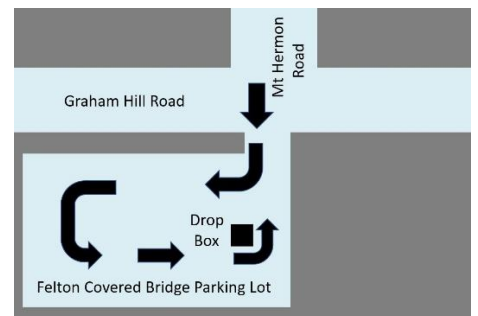 Mt Hermon
Road
Graham Hill Road
Drop
Box
Felton Covered Bridge Parking Lot